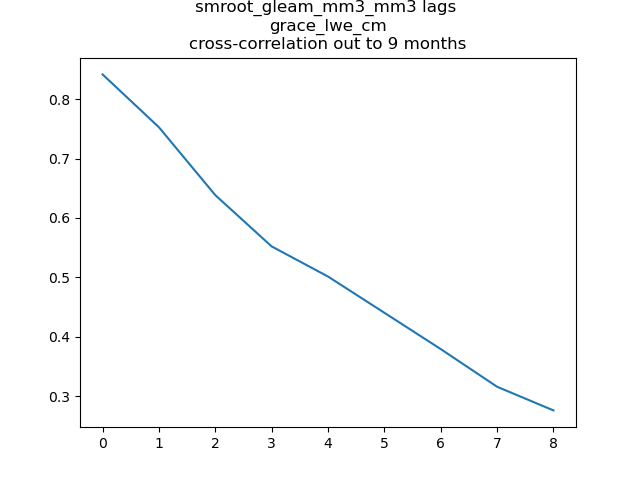 smroot_gleam_mm3_mm3 lags
grace_lwe_cm
cross-correlation out to 9 months
0.8
0.7
0.6
0.5
0.4
0.3
0 1 2 3 4 5 6 7 8